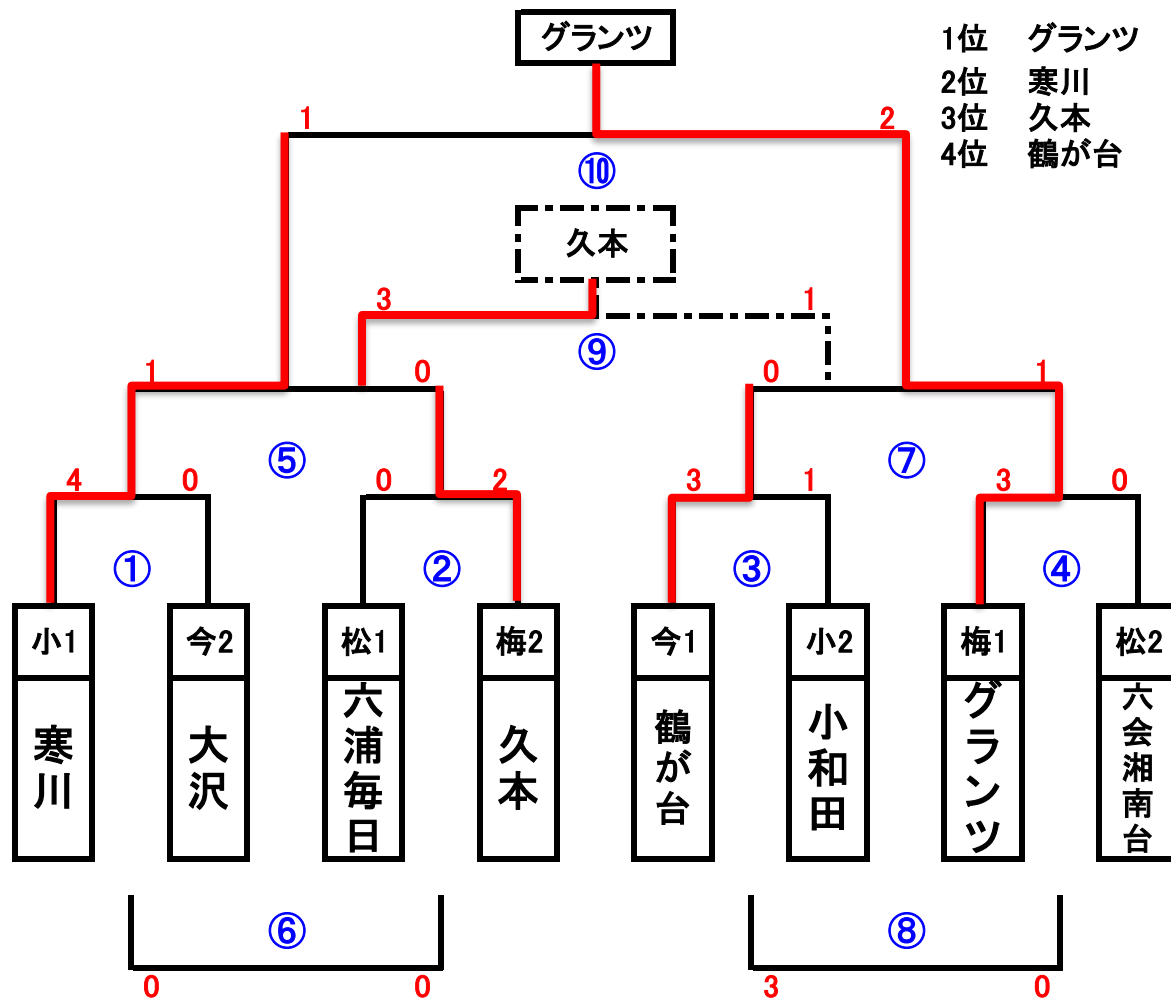 グランツ
1位 グランツ
2位 寒川
3位 久本
4位 鶴が台
1 2
⑩
久本
3 1
⑨
1 0 0 1
⑤ ⑦
4 0 0 2 3 1 3 0
① ② ③ ④
小1 今2 松1 梅2 今1 小2 梅1 松2
寒川 大沢 六浦毎日 久本 鶴が台 小和田 グランツ 六会湘南台
⑥ ⑧
0 0 3 0